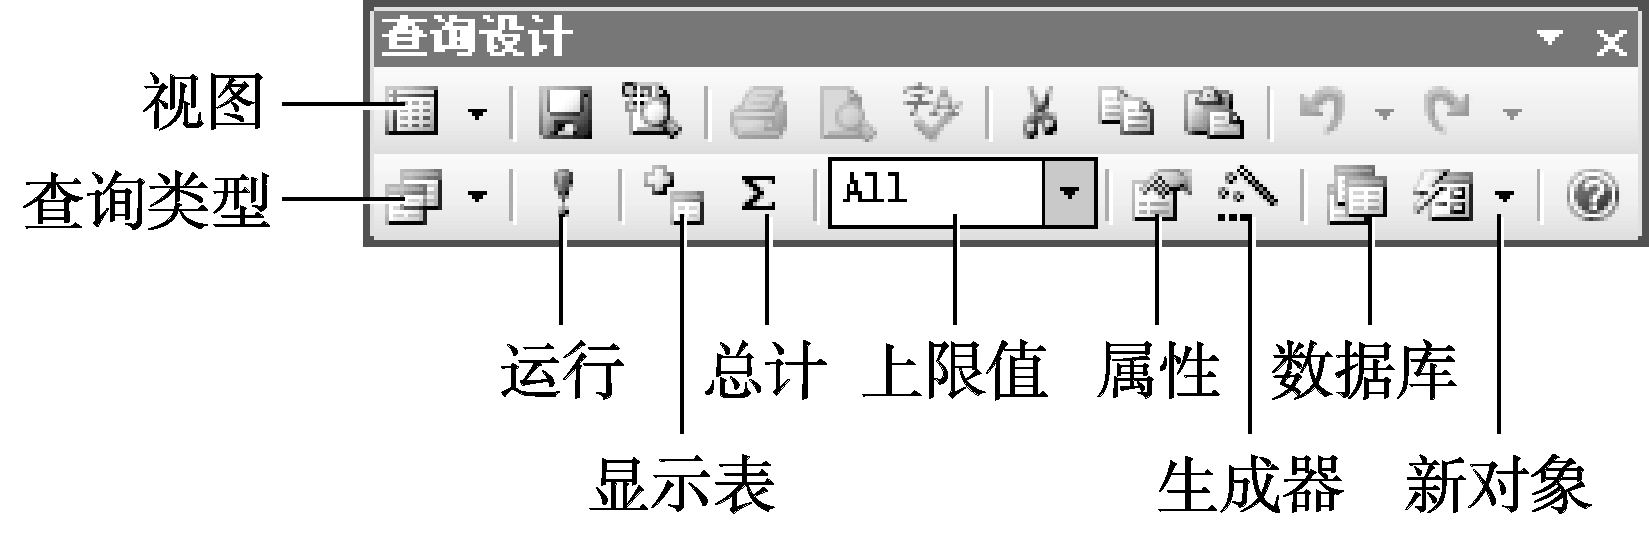 查询设计
视图
查询类型
All
运行
总计
上限值
属性
数据库
显示表
生成器
新对象